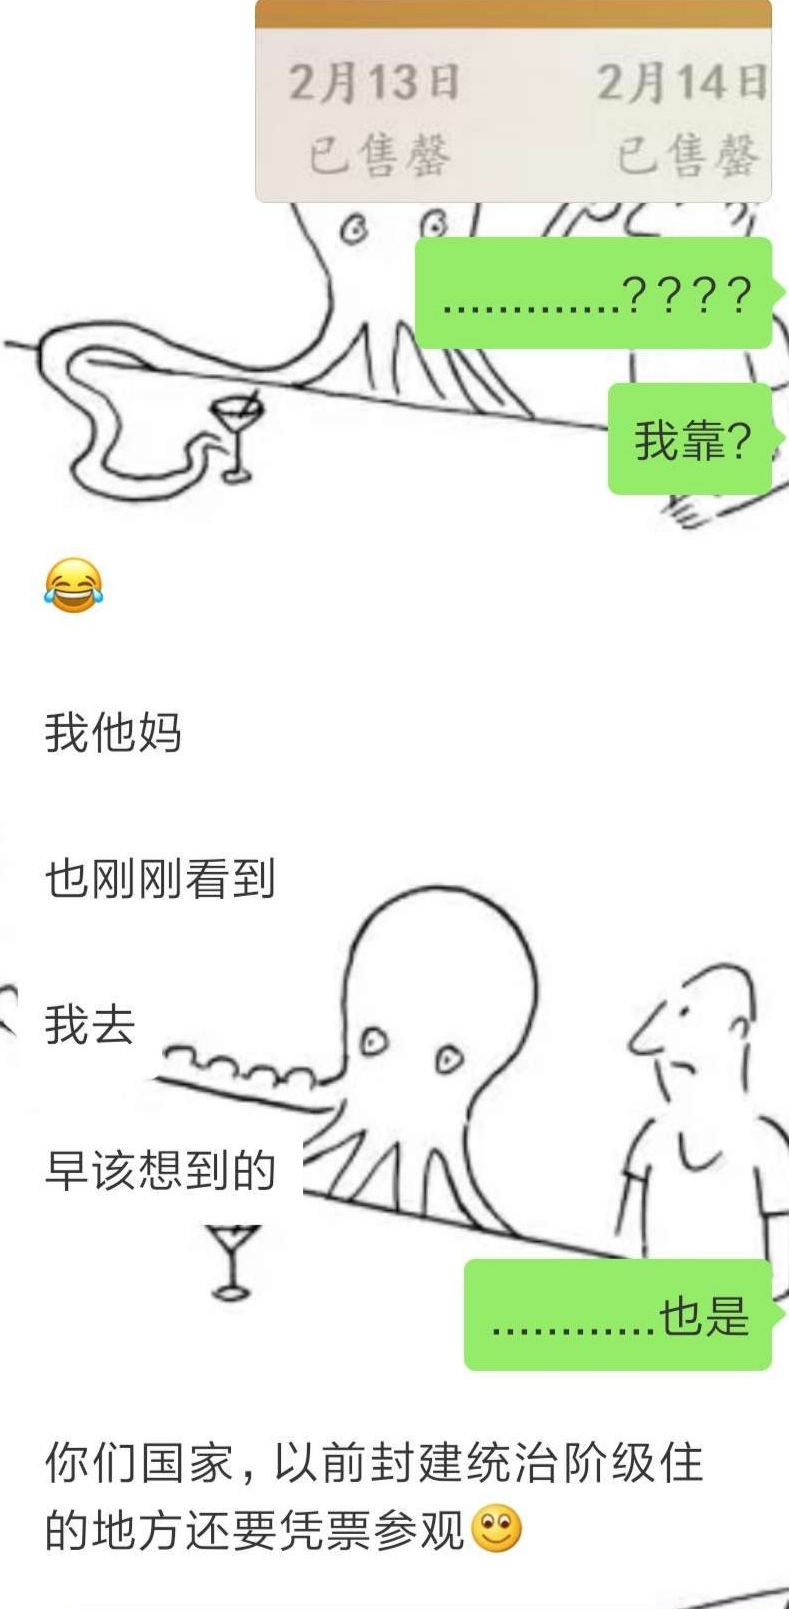 2月13日 2月14日
已售罄 已售罄
.............????
我靠?
我他妈
也刚刚看到
我去
早该想到的
............也是
你们国家，以前封建统治阶级住
的地方还要凭票参观